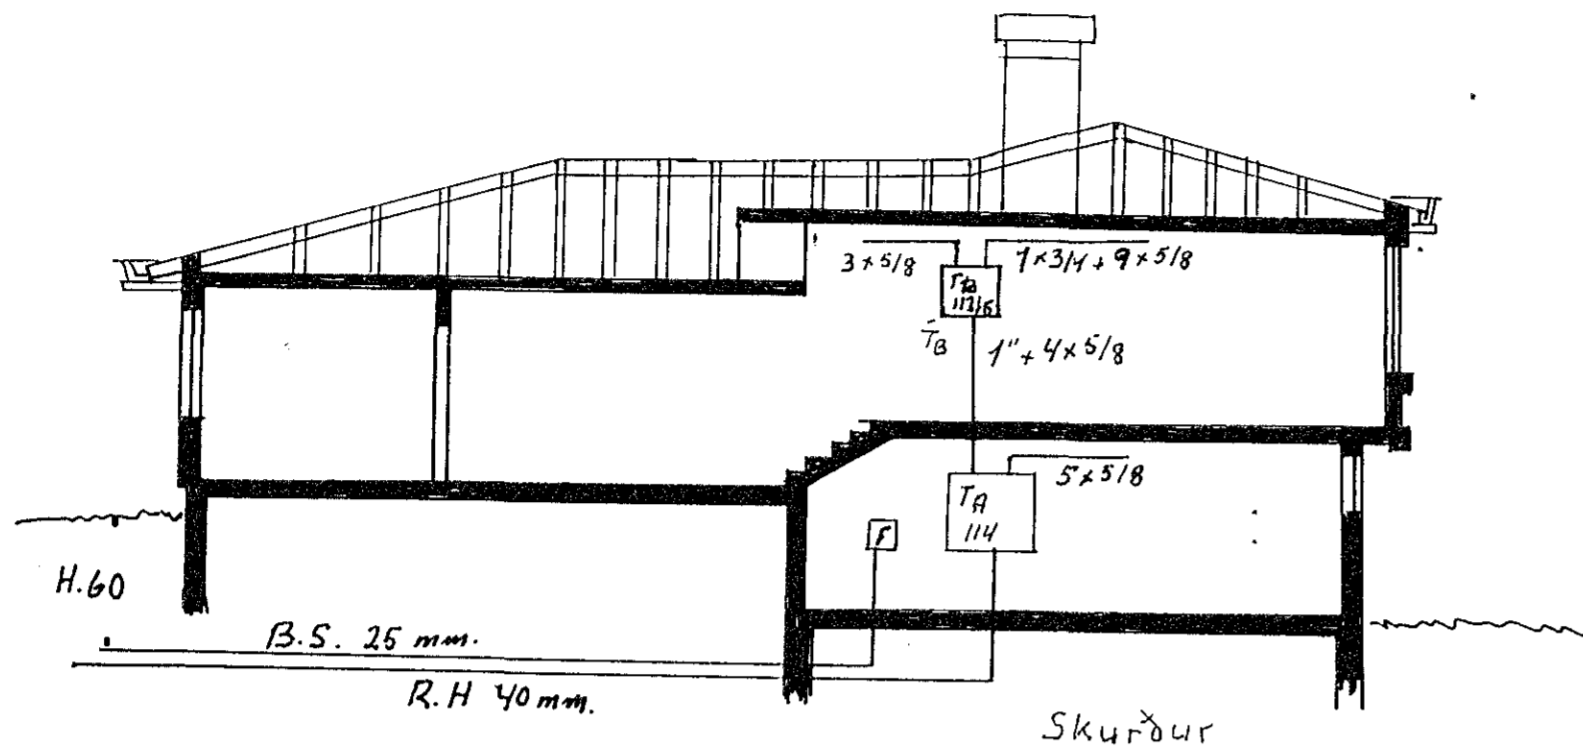 3 x 5/8
1 x 3/4 + 9 x 5/8
TB
113/5
TB
1" + 4 x 5/8
5 x 5/8
TA
114
F
H.60
B.S. 25 mm.
R.H 40 mm.
Skurður